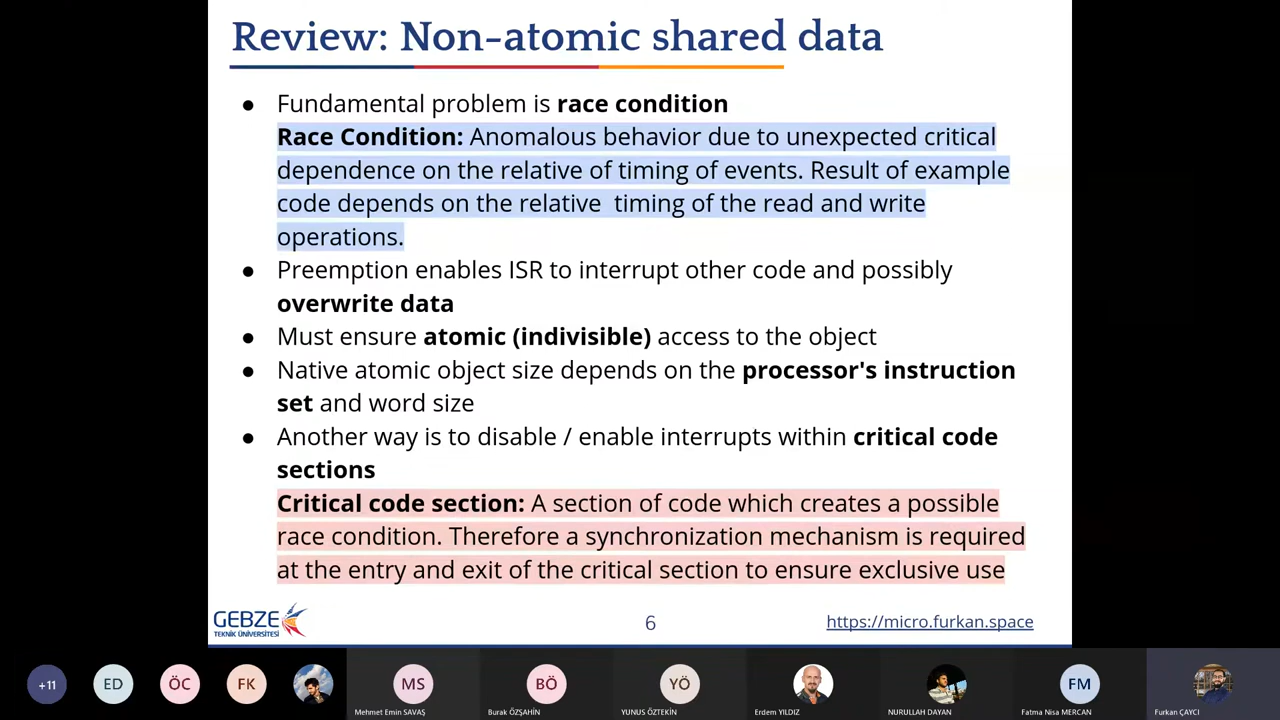 Review: Non-atomic shared data
● Fundamental problem is race condition
Race Condition: Anomalous behavior due to unexpected critical
dependence on the relative of timing of events. Result of example
code depends on the relative timing of the read and write
operations.
● Preemption enables ISR to interrupt other code and possibly
overwrite data
● Must ensure atomic (indivisible) access to the object
● Native atomic object size depends on the processor's instruction
set and word size
● Another way is to disable / enable interrupts within critical code
sections
Critical code section: A section of code which creates a possible
race condition. Therefore a synchronization mechanism is required
at the entry and exit of the critical section to ensure exclusive use
GEBZE
TEKNİK ÜNİVERSİTESİ
6
https://micro.furkan.space
+11
ED
ÖC
FK
MS
BÖ
YÖ
FM
Mehmet Emin SAVAŞ
Burak ÖZŞAHİN
YUNUS ÖZTEKİN
Erdem YILDIZ
NURULLAH DAYAN
Fatma Nisa MERCAN
Furkan ÇAYCI